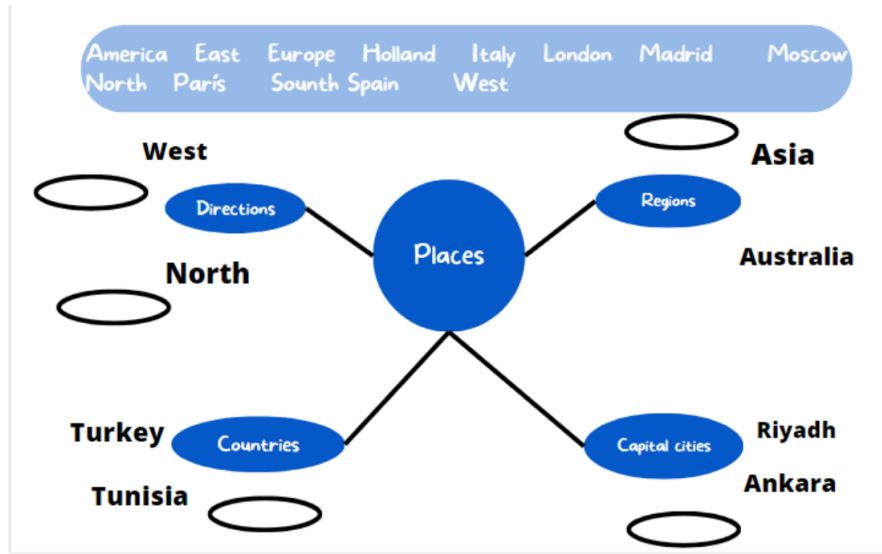 America East Europe Holland Italy London Madrid Moscow
North París Sounth Spain West
West
Asia
Directions
Regions
Places
Australia
North
Turkey
Countries
Capital cities
Riyadh
Tunisia
Ankara